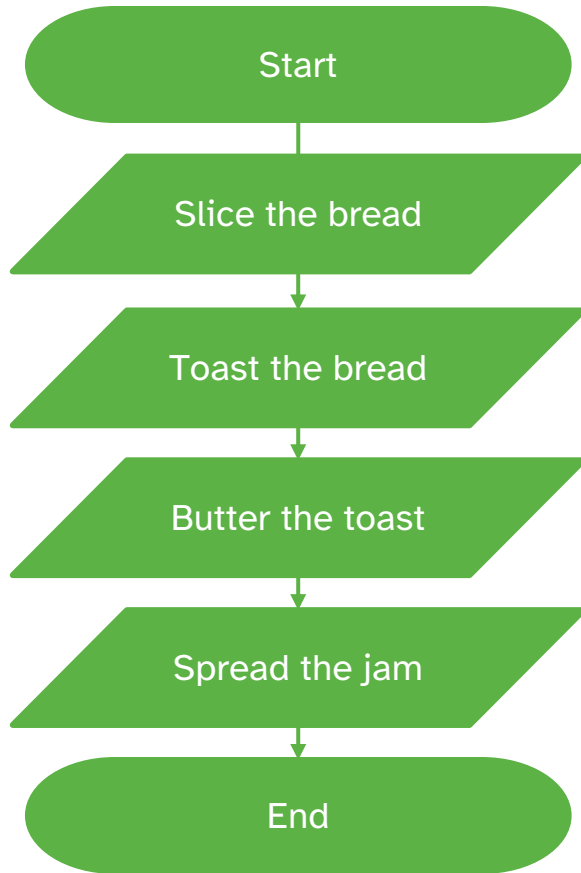 Start
Slice the bread
Toast the bread
Butter the toast
Spread the jam
End